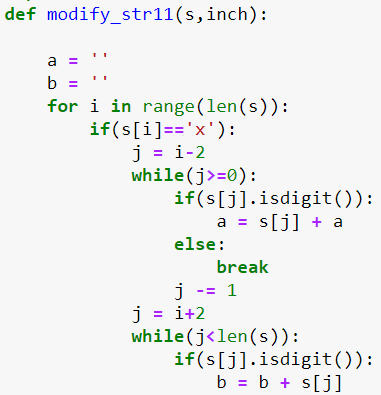 def modify_str11(s,inch):
    a = ''
    b = ''
    for i in range(len(s)):
        if(s[i]=='x'):
            j = i-2
            while(j>=0):
                if(s[j].isdigit()):
                    a = s[j] + a
                else:
                    break
                j -= 1
            j = i+2
            while(j<len(s)):
                if(s[j].isdigit()):
                    b = b + s[j]